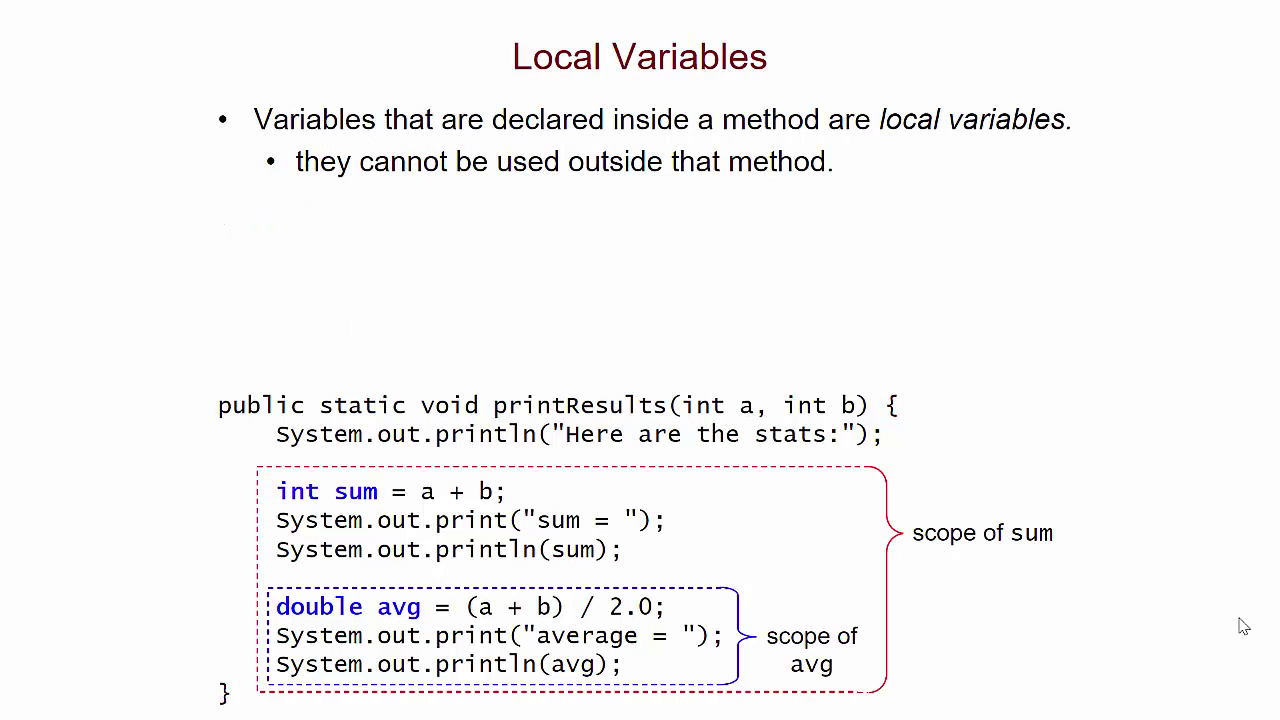 Local Variables
• Variables that are declared inside a method are local variables.
• they cannot be used outside that method.
public static void printResults(int a, int b) {
System.out.println("Here are the stats:");
int sum = a + b;
System.out.print("sum = ");
System.out.println(sum);
scope of sum
double avg = (a + b) / 2.0;
System.out.print("average = ");
System.out.println(avg);
scope of
avg
}